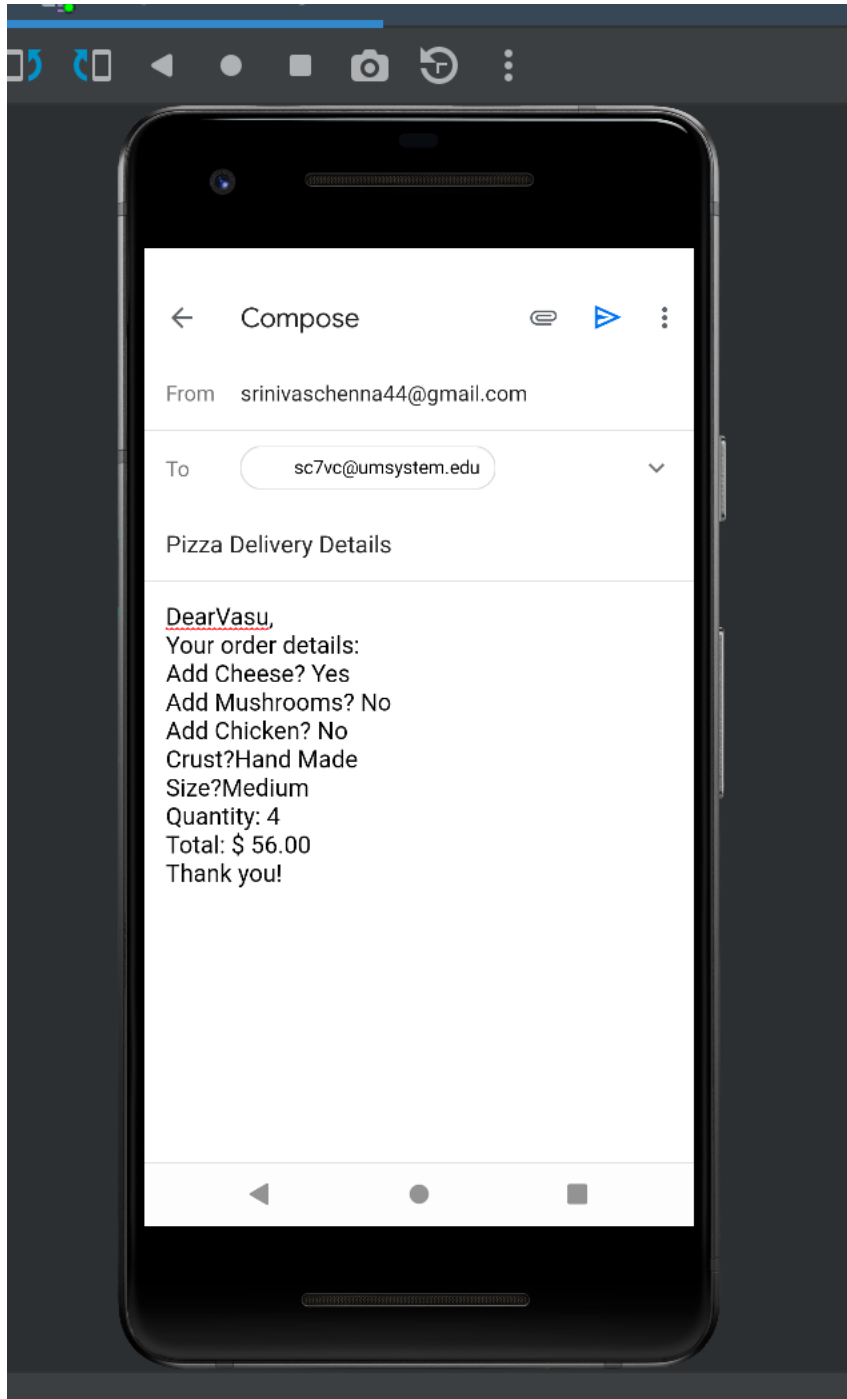 Compose
From srinivaschenna44@gmail.com
To sc7vc@umsystem.edu
Pizza Delivery Details
DearVasu,
Your order details:
Add Cheese? Yes
Add Mushrooms? No
Add Chicken? No
Crust?Hand Made
Size?Medium
Quantity: 4
Total: $ 56.00
Thank you!